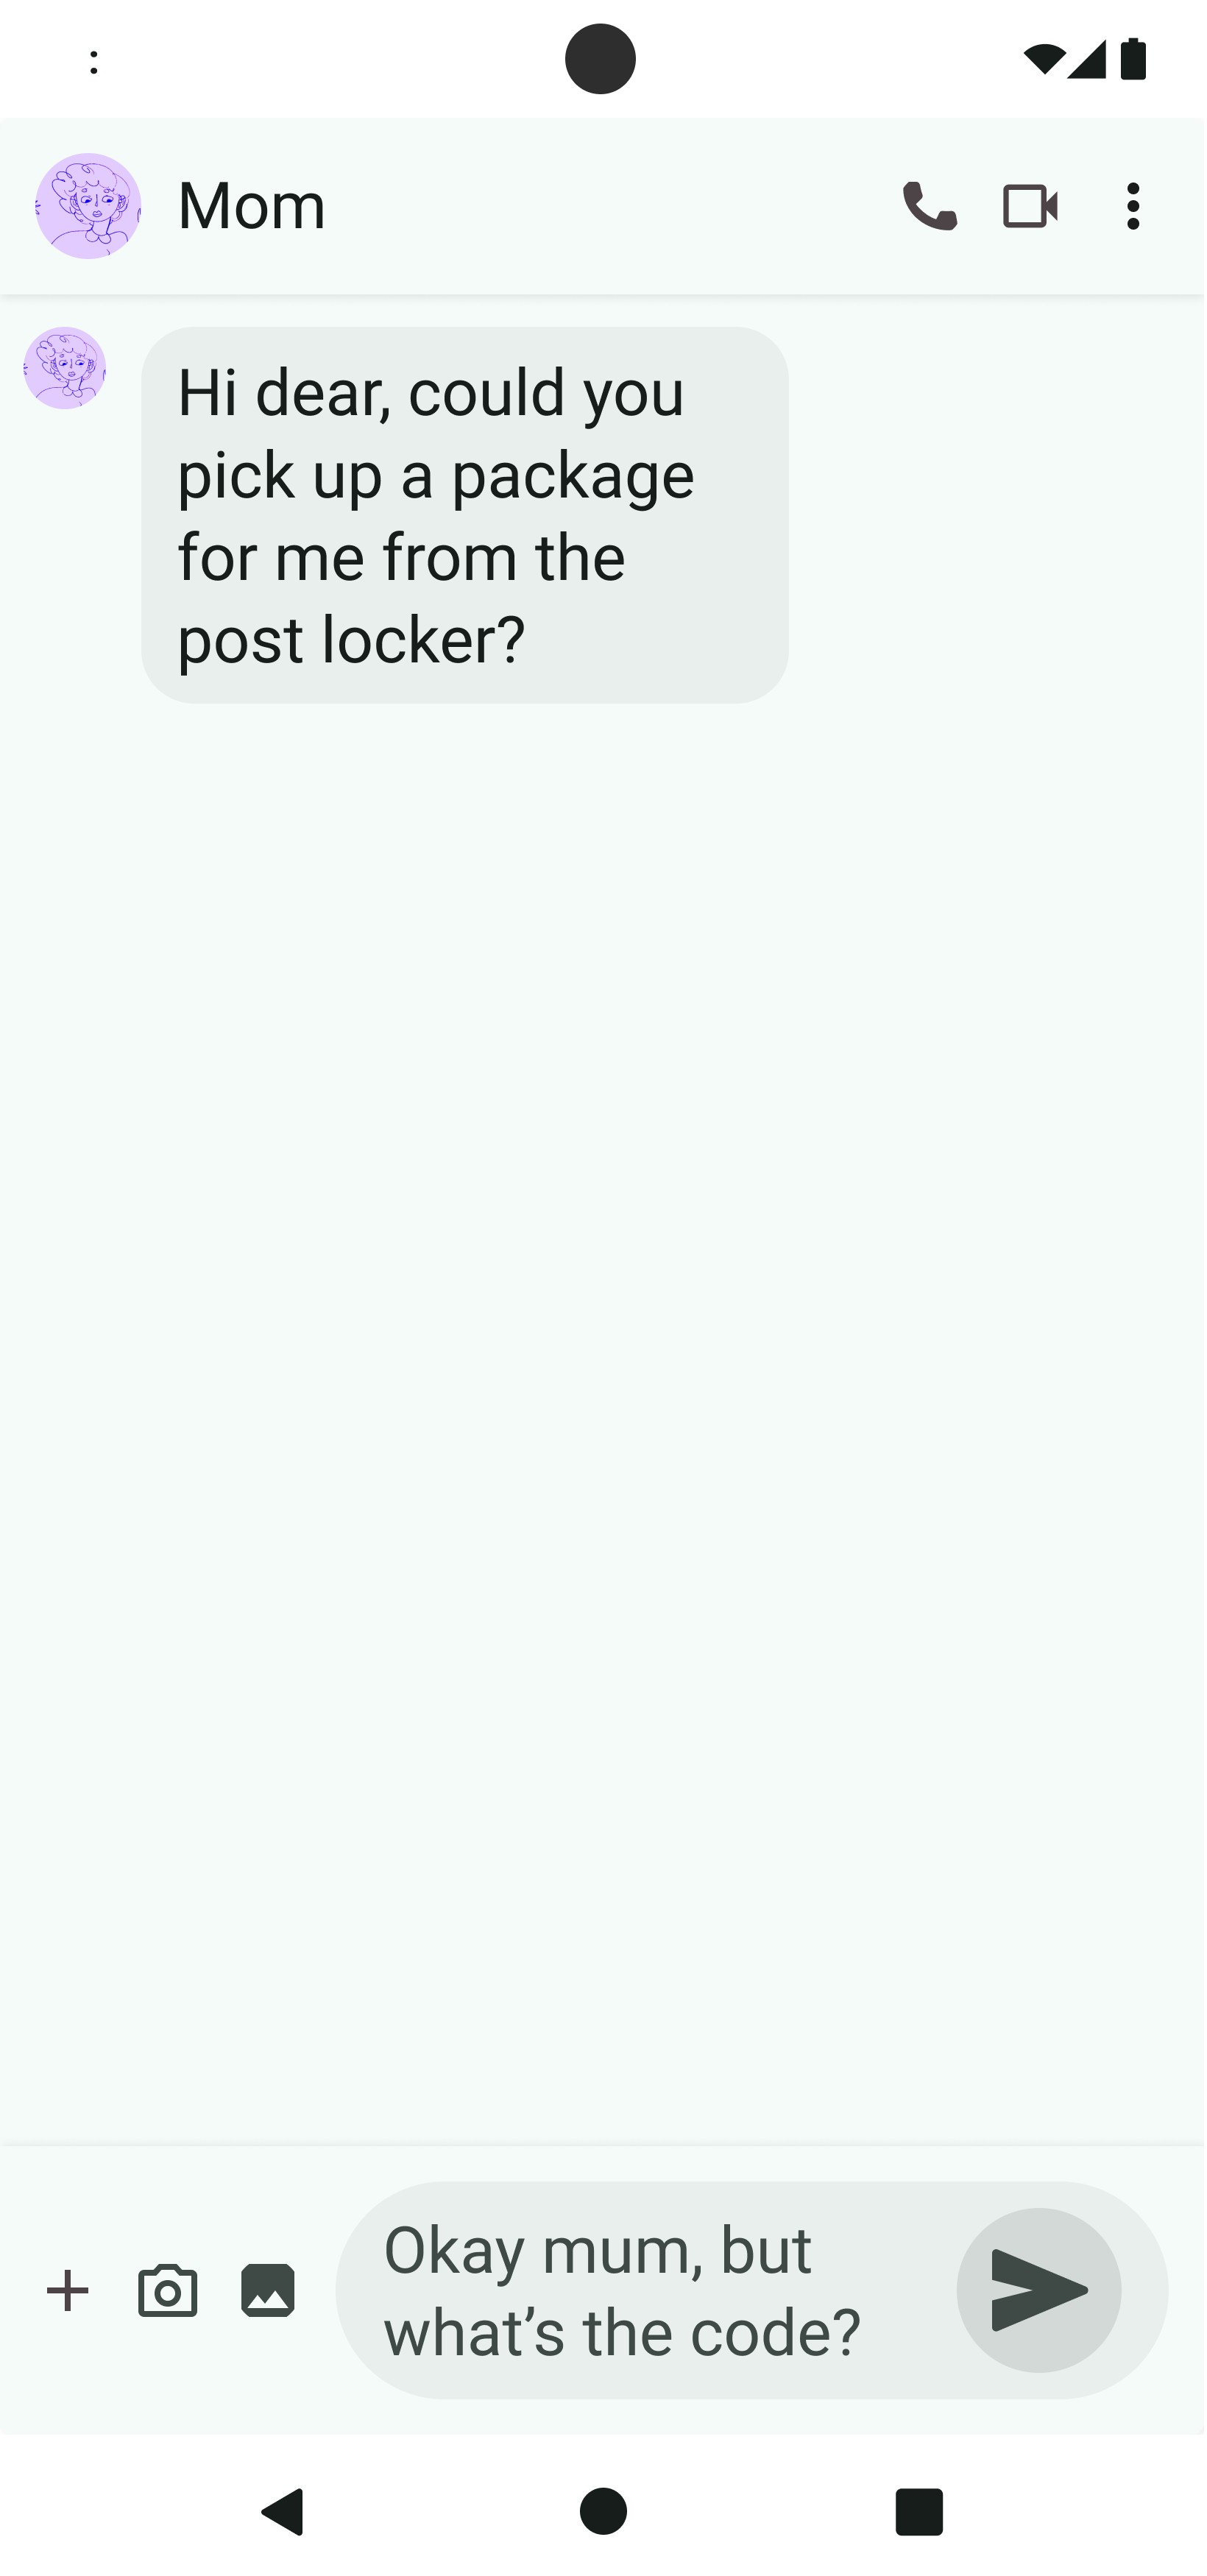 :
Mom
Hi dear, could you
pick up a package
for me from the
post locker?
Okay mum, but
what’s the code?